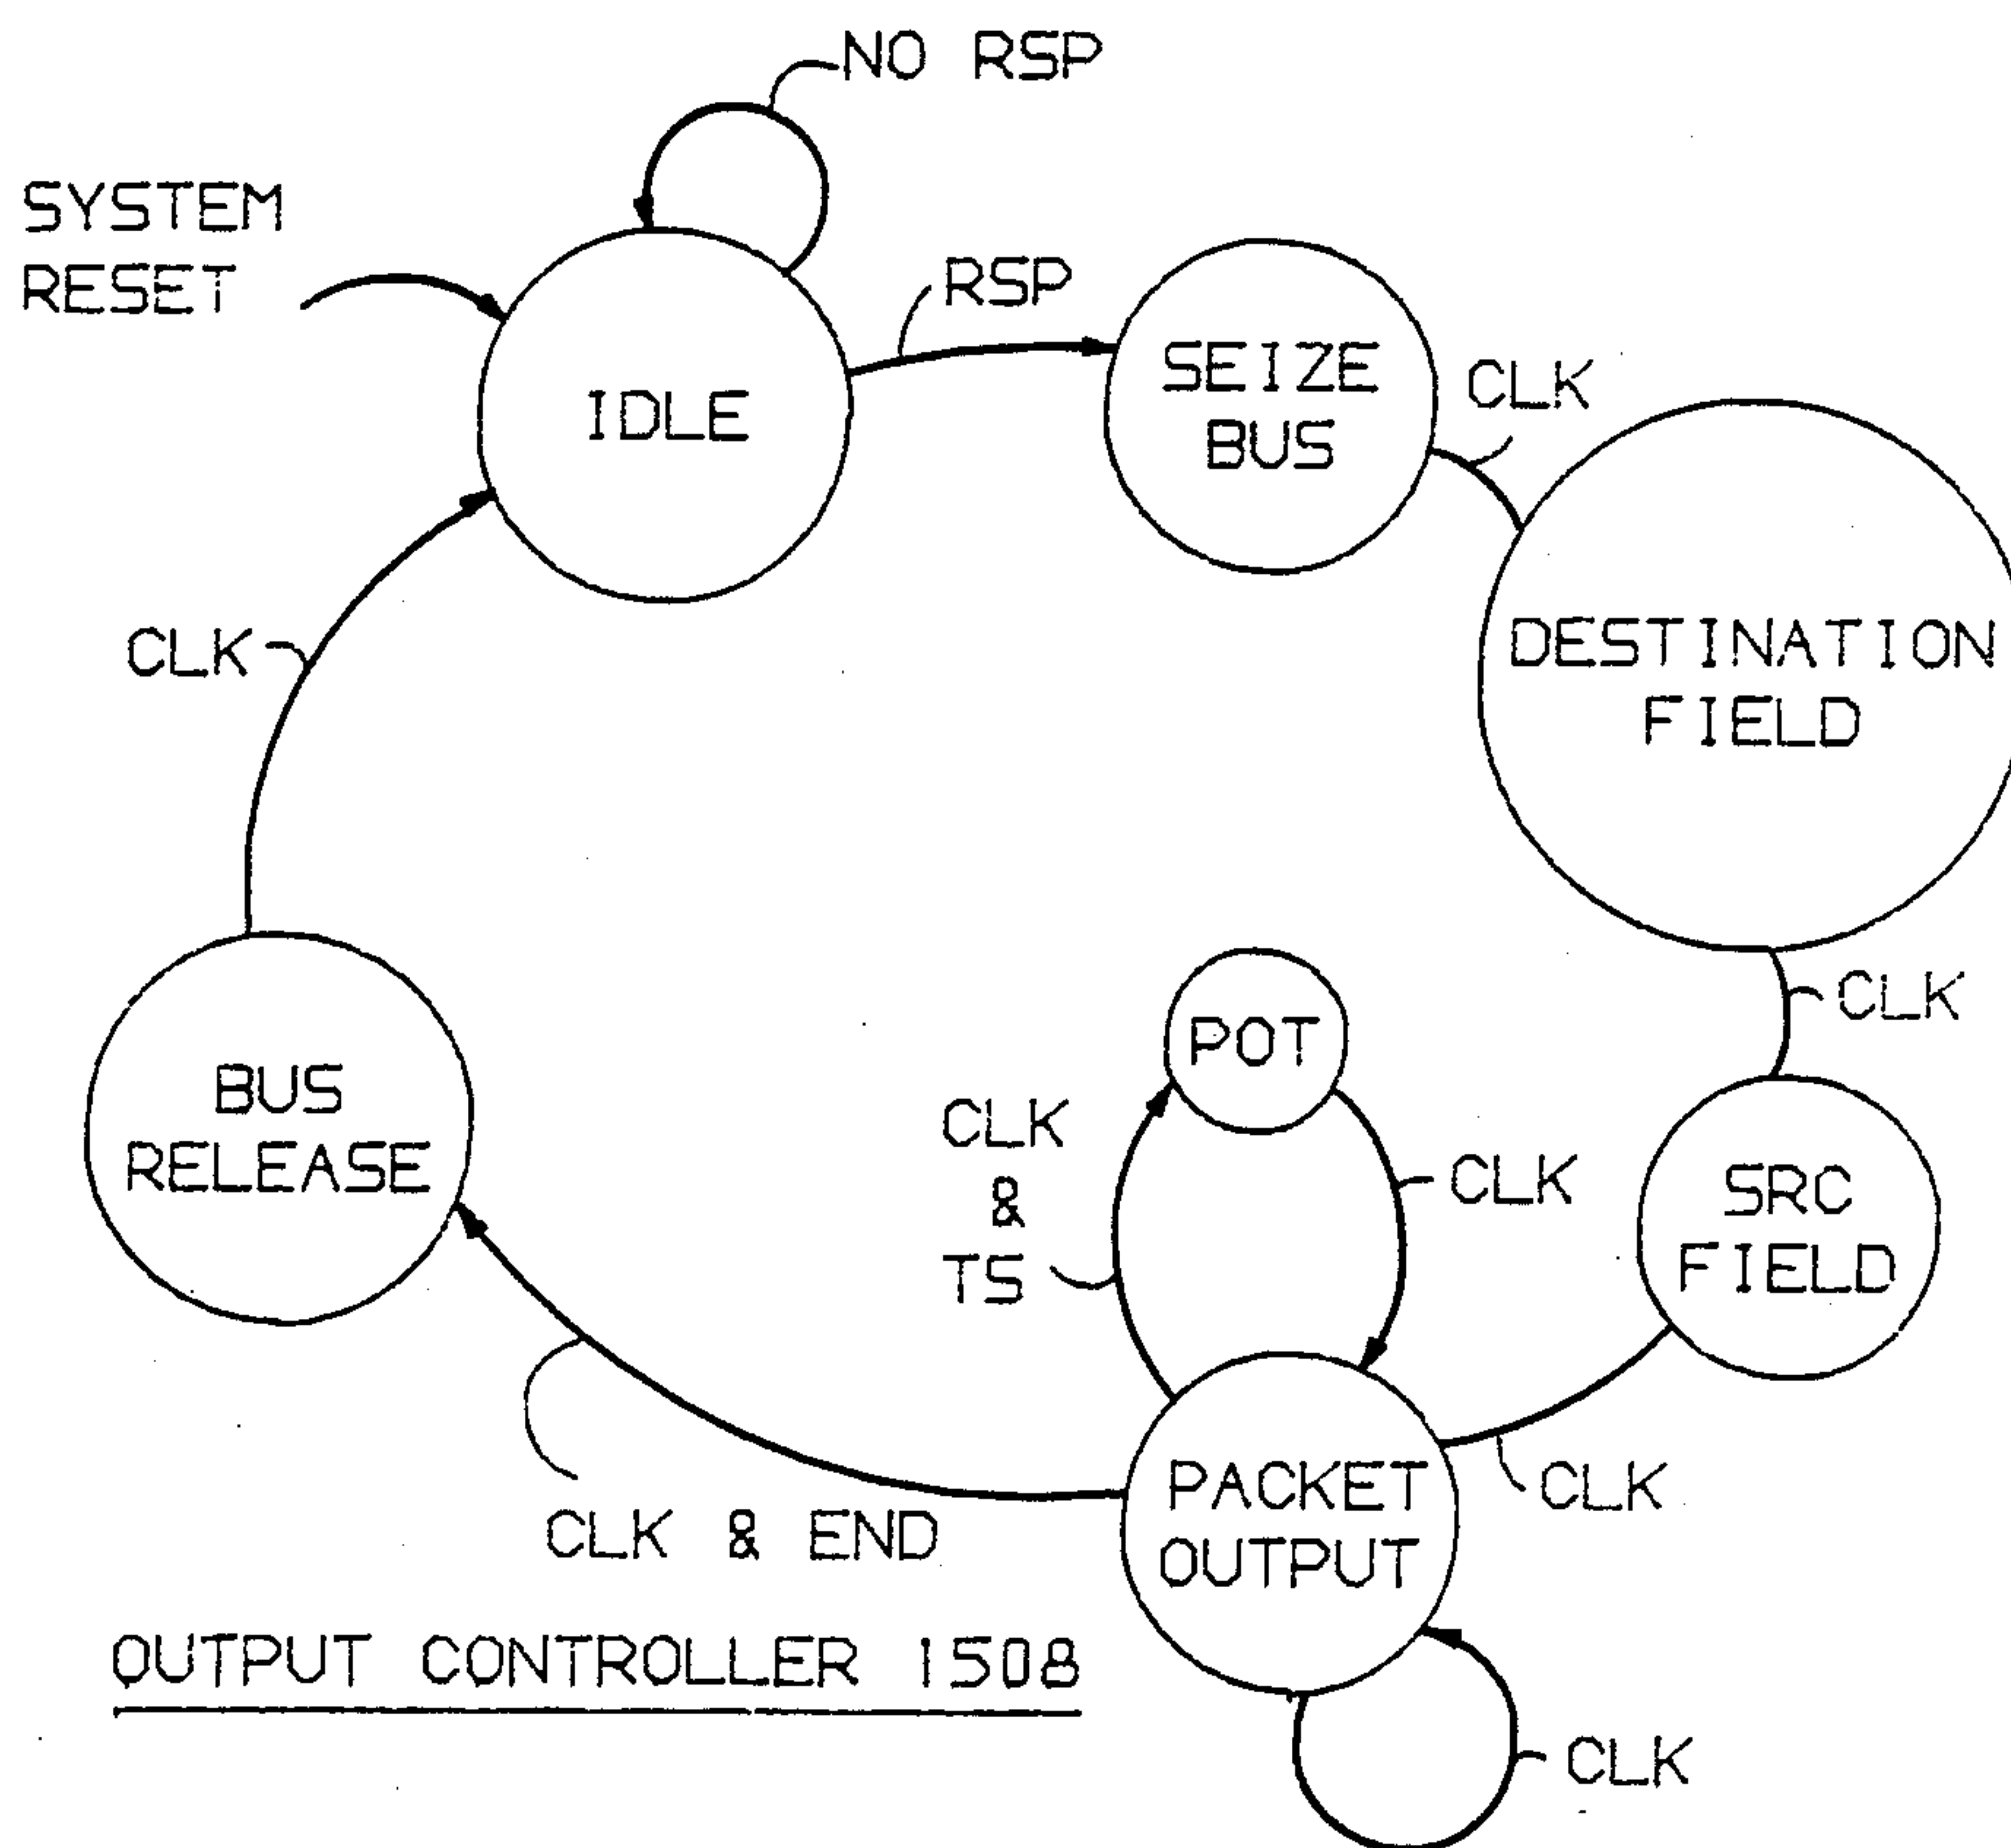 NO RSP
SYSTEM
RESET
RSP
IDLE
SEIZE
BUS
CLK
DESTINATION
FIELD
CLK
CLK
POT
BUS
RELEASE
CLK
&
TS
CLK
SRC
FIELD
PACKET
OUTPUT
CLK
CLK & END
OUTPUT CONTROLLER 1508
CLK